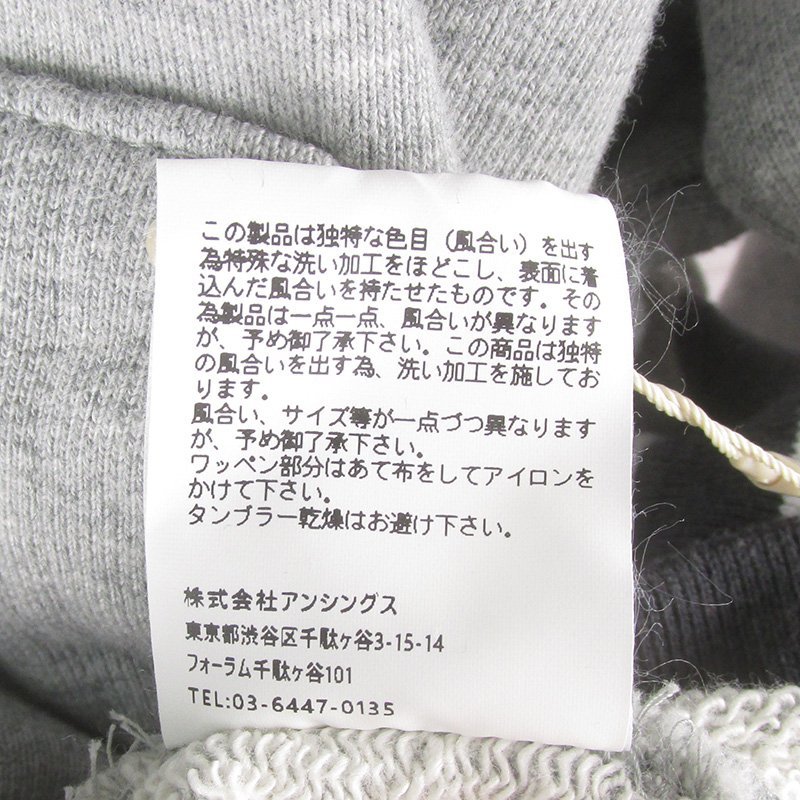 この製品は独特な色目（風合い）を出す
為特殊な洗い加工をほどこし、表面に着
込んだ風合いを持たせたものです。その
為製品は一点一点、風合いが異なります
が、予め御了承下さい。この商品は独特
の風合いを出す為、洗い加工を施してお
ります。
風合い、サイズ等が一点づつ異なります
が、予め御了承下さい。
ワッペン部分はあて布をしてアイロンを
かけて下さい。
タンブラー乾燥はお避け下さい。
株式会社アンシングス
東京都渋谷区千駄ヶ谷3-15-14
フォーラム千駄ヶ谷101
TEL:03-6447-0135